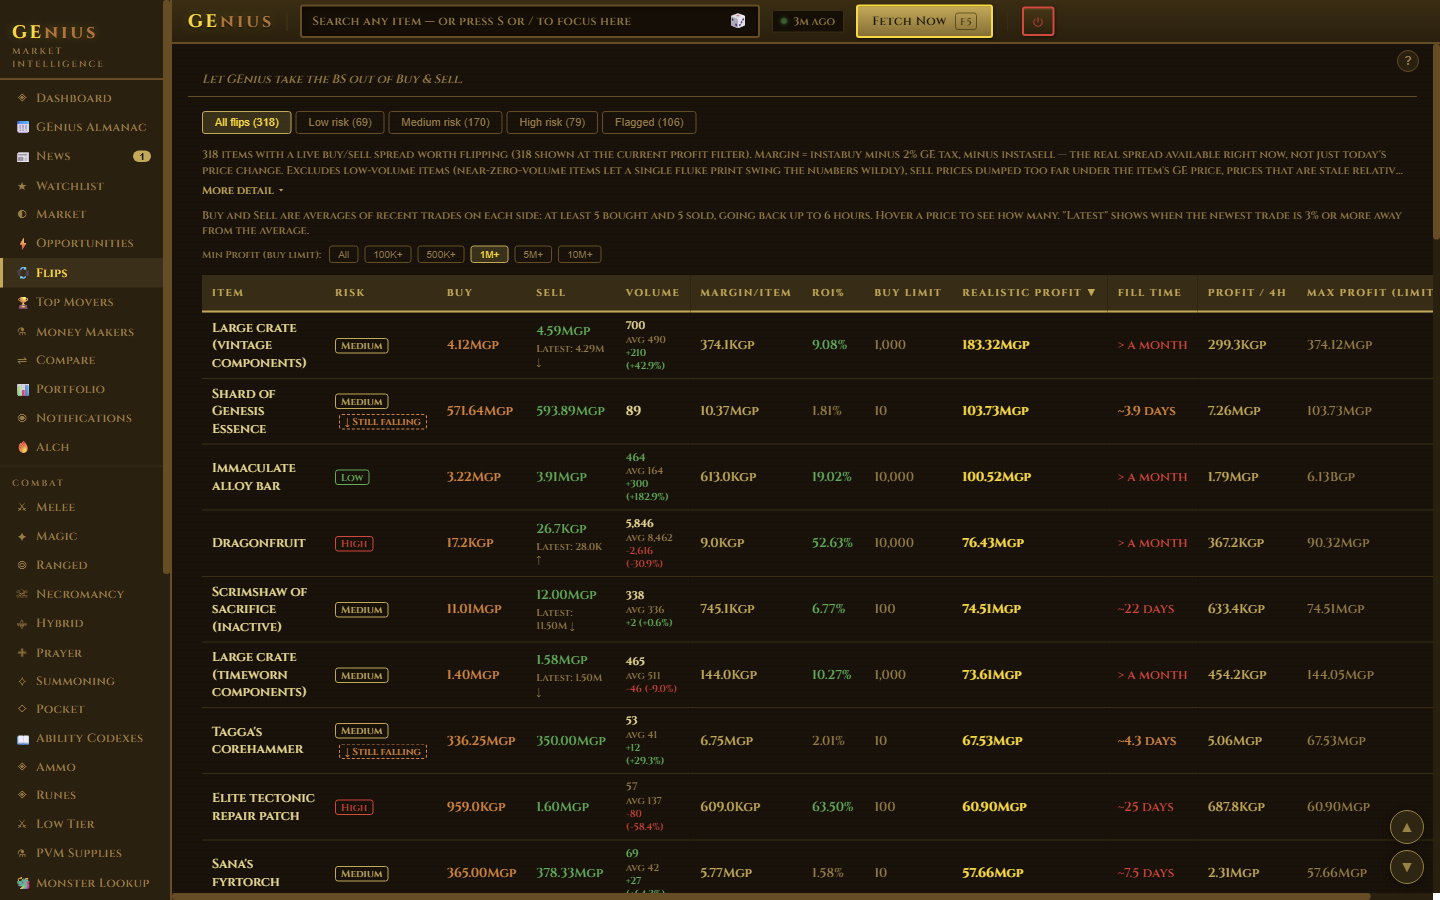 GENIUS
MARKET
INTELLIGENCE
Dashboard
GEnius Almanac
News 1
Watchlist
Market
Opportunities
Flips
Top Movers
Money Makers
Compare
Portfolio
Notifications
Alch
COMBAT
Melee
Magic
Ranged
Necromancy
Hybrid
Prayer
Summoning
Pocket
Ability Codexes
Ammo
Runes
Low Tier
PVM Supplies
Monster Lookup
GENIUS
Search any item — or press S or / to focus here
3m ago
Fetch Now F5
?
Let GEnius take the BS out of Buy & Sell.
All flips (318) Low risk (69) Medium risk (170) High risk (79) Flagged (106)
318 items with a live buy/sell spread worth flipping (318 shown at the current profit filter). Margin = instabuy minus 2% GE tax, minus instasell — the real spread available right now, not just today's
price change. Excludes low-volume items (near-zero-volume items let a single fluke print swing the numbers wildly), sell prices dumped too far under the item's GE price, prices that are stale relativ...
More detail
Buy and Sell are averages of recent trades on each side: at least 5 bought and 5 sold, going back up to 6 hours. Hover a price to see how many. "Latest" shows when the newest trade is 3% or more away
from the average.
Min Profit (buy limit): All 100K+ 500K+ 1M+ 5M+ 10M+
ITEM RISK BUY SELL VOLUME MARGIN/ITEM ROI% BUY LIMIT REALISTIC PROFIT ▼ FILL TIME PROFIT / 4H MAX PROFIT (LIMIT
Large crate (vintage components) Medium 4.12MGP 4.59MGP Latest: 4.29M ↓ 700 avg 490 +210 (+42.9%) 374.1KGP 9.08% 1,000 183.32MGP > a month 299.3KGP 374.12MGP
Shard of Genesis Essence Medium ↓ Still falling 571.64MGP 593.89MGP 89 10.37MGP 1.81% 10 103.73MGP ~3.9 days 7.26MGP 103.73MGP
Immaculate alloy bar Low 3.22MGP 3.91MGP 464 avg 164 +300 (+182.9%) 613.0KGP 19.02% 10,000 100.52MGP > a month 1.79MGP 6.13BGP
Dragonfruit High 17.2KGP 26.7KGP Latest: 28.0K ↑ 5,846 avg 8,462 -2,616 (-30.9%) 9.0KGP 52.63% 10,000 76.43MGP > a month 367.2KGP 90.32MGP
Scrimshaw of sacrifice (inactive) Medium 11.01MGP 12.00MGP Latest: 11.50M ↓ 338 avg 336 +2 (+0.6%) 745.1KGP 6.77% 100 74.51MGP ~22 days 633.4KGP 74.51MGP
Large crate (timeworn components) Medium 1.40MGP 1.58MGP Latest: 1.50M ↓ 465 avg 511 -46 (-9.0%) 144.0KGP 10.27% 1,000 73.61MGP > a month 454.2KGP 144.05MGP
Tagga's corehammer Medium ↓ Still falling 336.25MGP 350.00MGP 53 avg 41 +12 (+29.3%) 6.75MGP 2.01% 10 67.53MGP ~4.3 days 5.06MGP 67.53MGP
Elite tectonic repair patch High 959.0KGP 1.60MGP 57 avg 137 -80 (-58.4%) 609.0KGP 63.50% 100 60.90MGP ~25 days 687.8KGP 60.90MGP
Sana's fyrtorch Medium 365.00MGP 378.33MGP 69 avg 42 +27 5.77MGP 1.58% 10 57.66MGP ~7.5 days 2.31MGP 57.66MGP